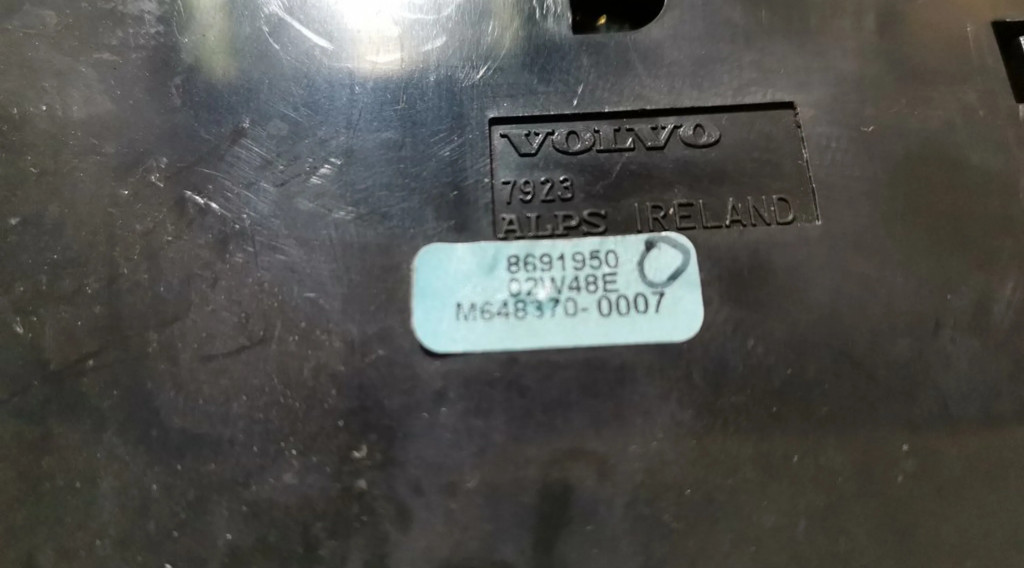 VOLVO
7923
ALPS IRELAND
8691950
02W48E
M648370-0007